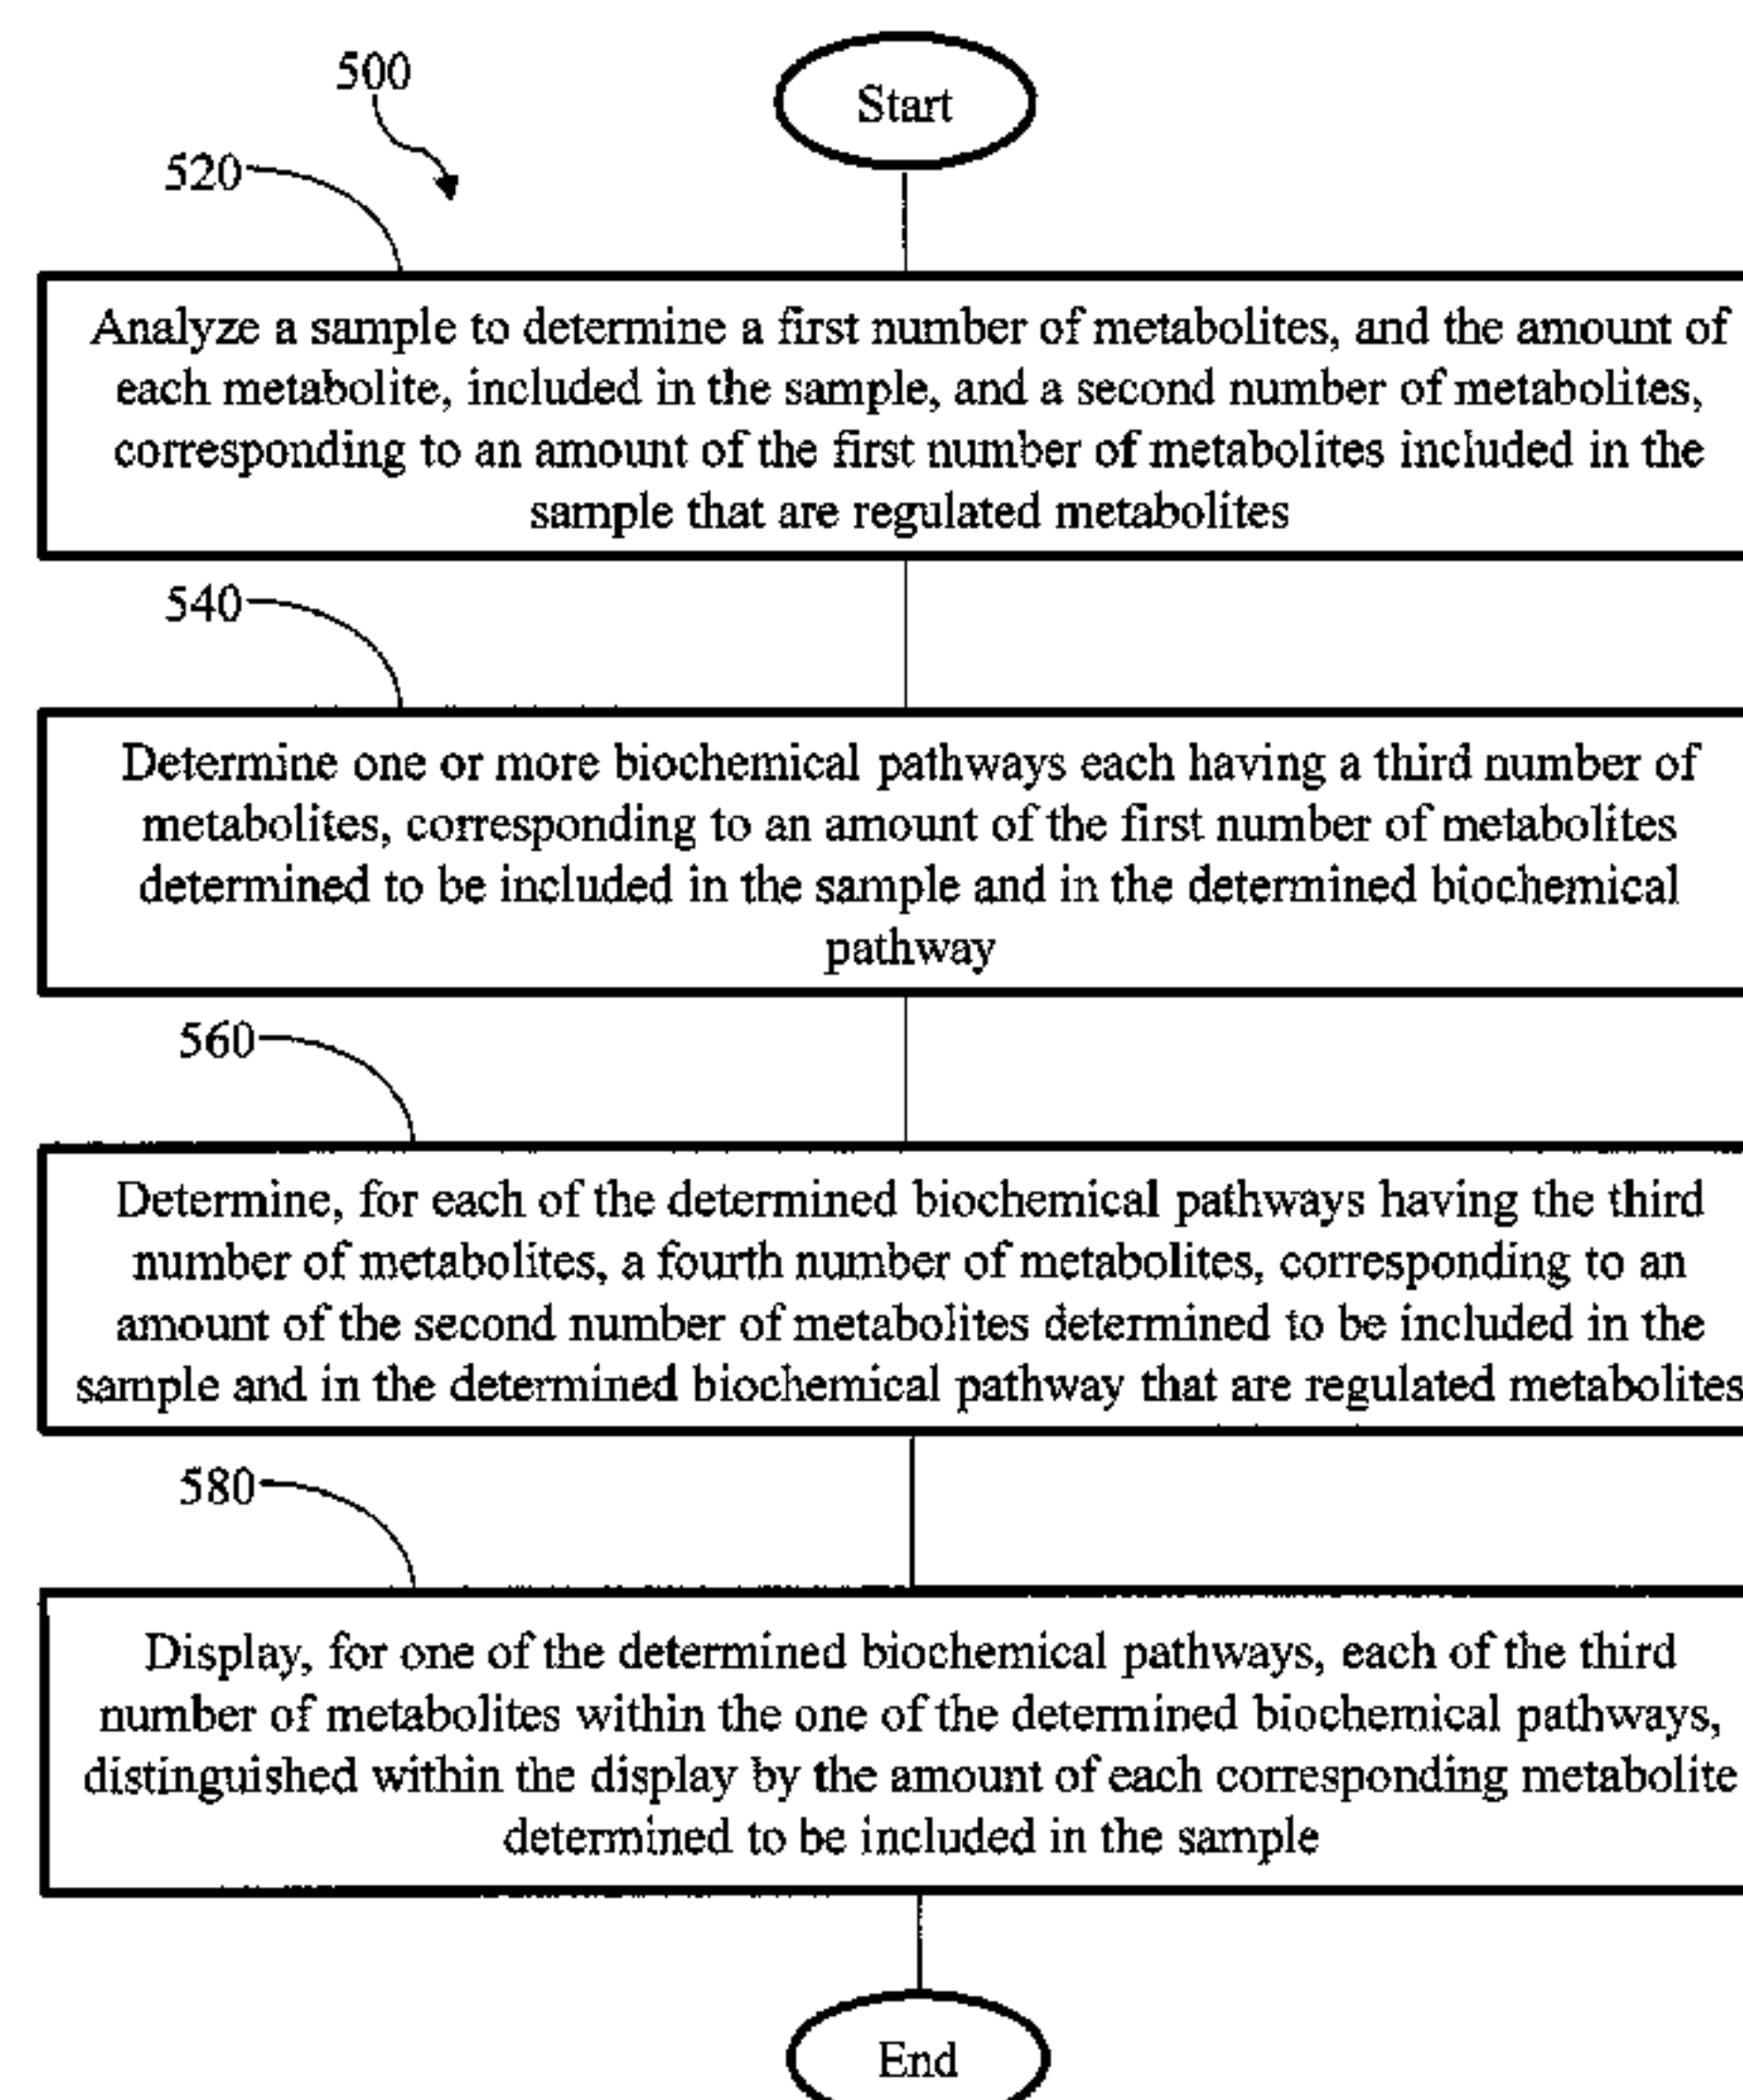 500
Start
520
Analyze a sample to determine a first number of metabolites, and the amount of
each metabolite, included in the sample, and a second number of metabolites,
corresponding to an amount of the first number of metabolites included in the
sample that are regulated metabolites
540
Determine one or more biochemical pathways each having a third number of
metabolites, corresponding to an amount of the first number of metabolites
determined to be included in the sample and in the determined biochemical
pathway
560
Determine, for each of the determined biochemical pathways having the third
number of metabolites, a fourth number of metabolites, corresponding to an
amount of the second number of metabolites determined to be included in the
sample and in the determined biochemical pathway that are regulated metabolites
580
Display, for one of the determined biochemical pathways, each of the third
number of metabolites within the one of the determined biochemical pathways,
distinguished within the display by the amount of each corresponding metabolite
determined to be included in the sample
End